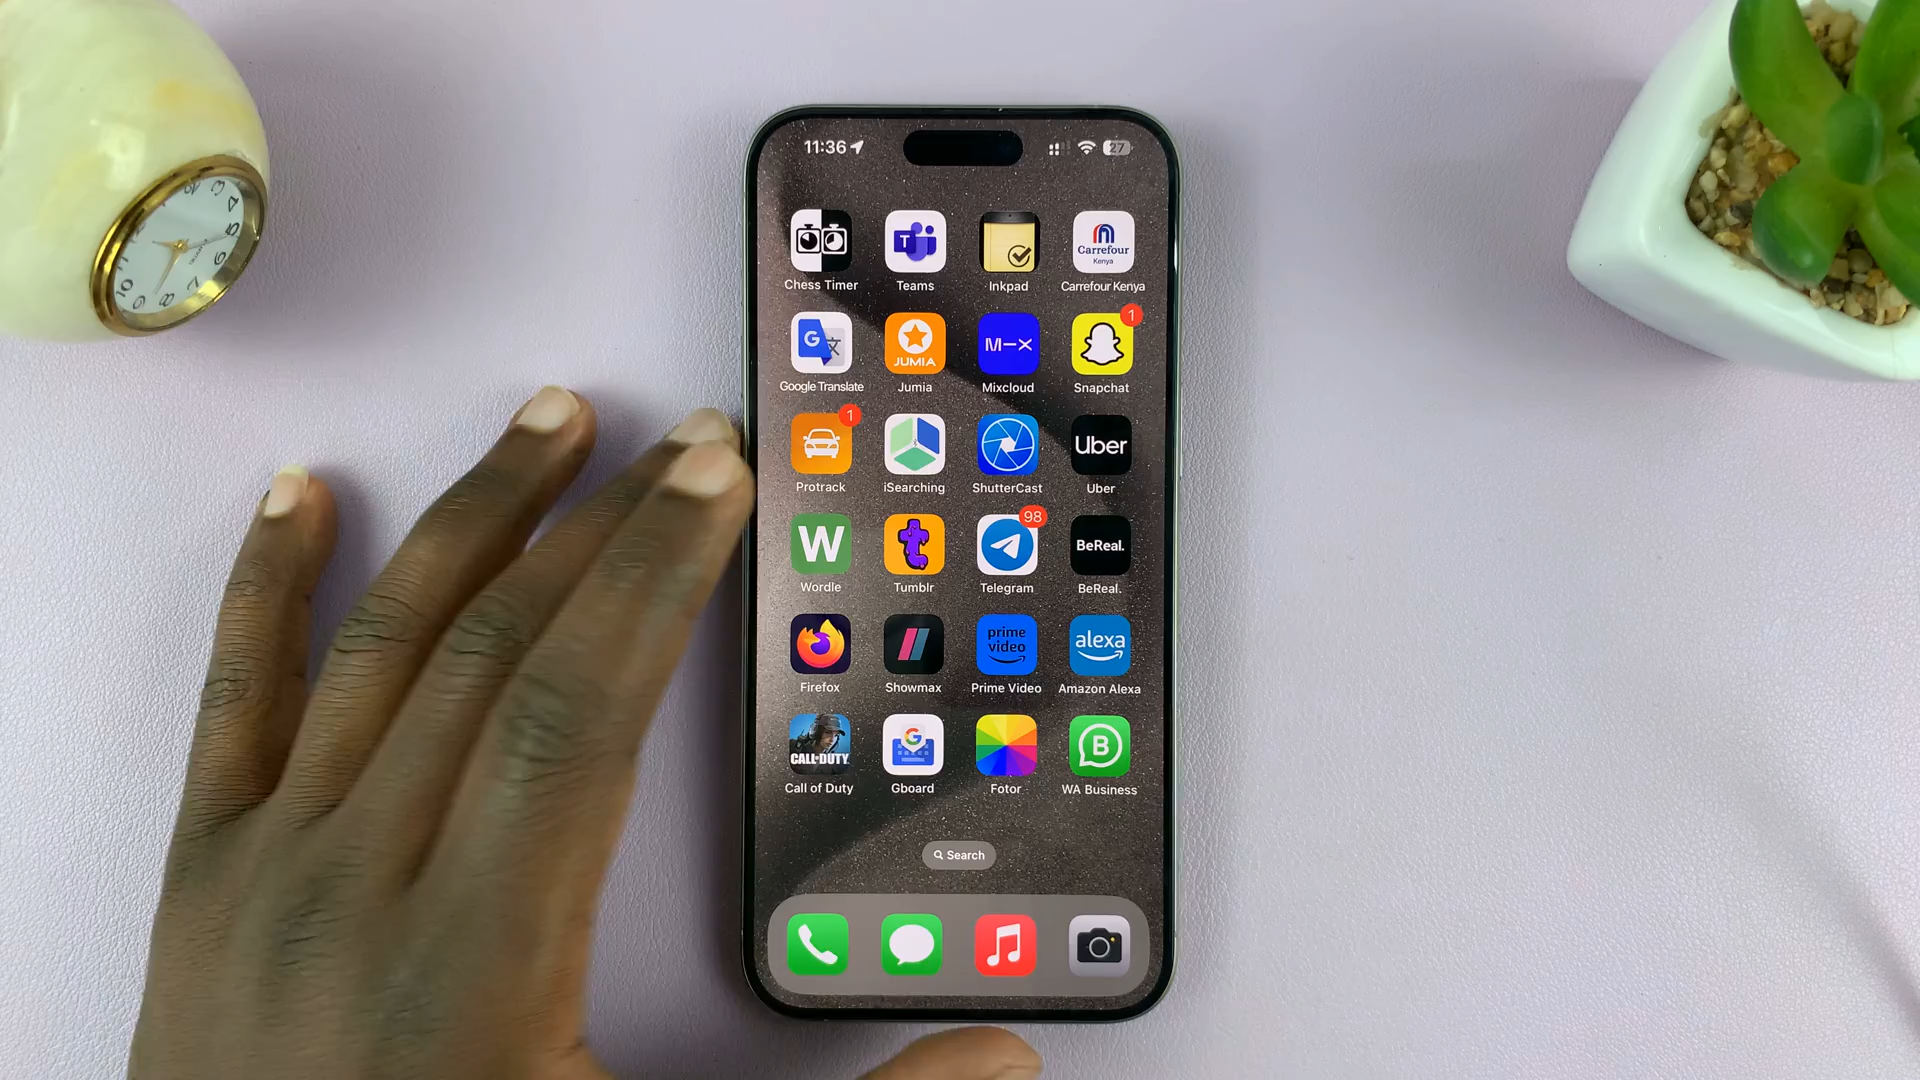 11:36
27
Carrefour
Kenya
Chess Timer Teams Inkpad Carrefour Kenya
G
JUMIA
M-X
1
Google Translate Jumia Mixcloud Snapchat
1
Uber
Protrack iSearching ShutterCast Uber
W
t
98
BeReal.
Wordle Tumblr Telegram BeReal.
prime
video
alexa
Firefox Showmax Prime Video Amazon Alexa
CALL OF DUTY
G
B
Call of Duty Gboard Fotor WA Business
Search